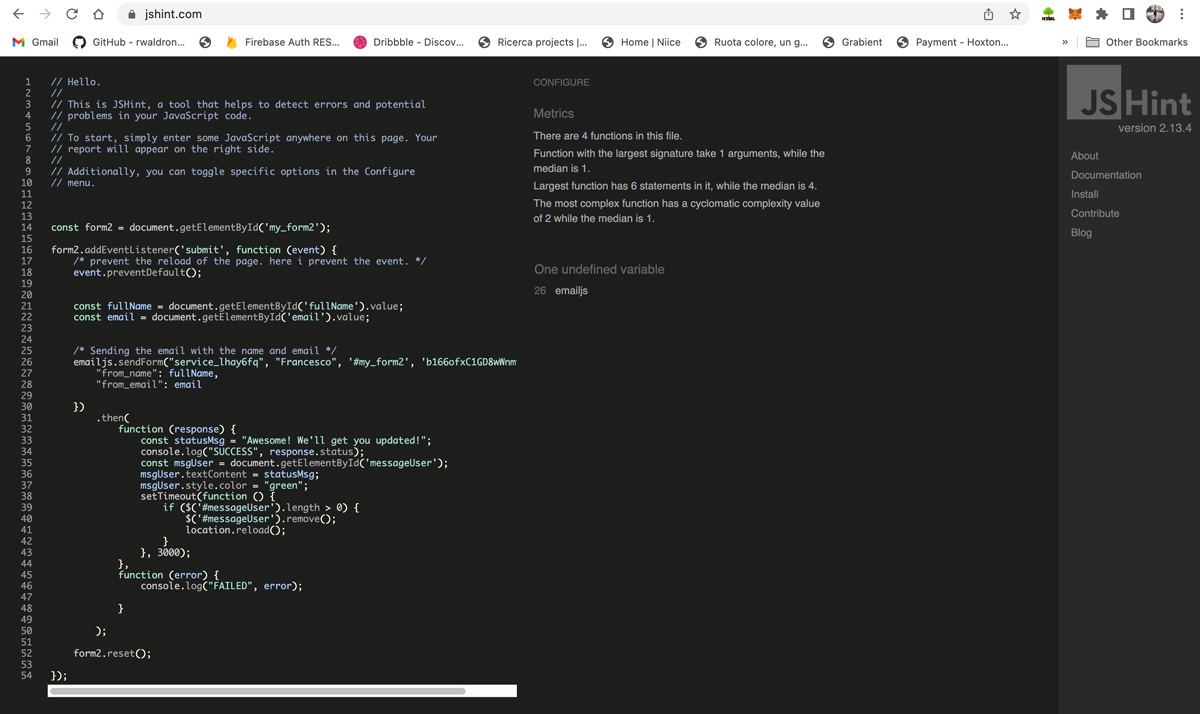 jshint.com
Gmail
GitHub - rwaldron...
Firebase Auth RES...
Dribbble - Discov...
Ricerca projects |...
Home | Niice
Ruota colore, un g...
Grabient
Payment - Hoxton...
»
Other Bookmarks
1 // Hello.
2 //
3 // This is JSHint, a tool that helps to detect errors and potential
4 // problems in your JavaScript code.
5 //
6 // To start, simply enter some JavaScript anywhere on this page. Your
7 // report will appear on the right side.
8 //
9 // Additionally, you can toggle specific options in the Configure
10 // menu.
11
12
13
14 const form2 = document.getElementById('my_form2');
15
16 form2.addEventListener('submit', function (event) {
17 /* prevent the reload of the page. here i prevent the event. */
18 event.preventDefault();
19
20
21 const fullName = document.getElementById('fullName').value;
22 const email = document.getElementById('email').value;
23
24
25 /* Sending the email with the name and email */
26 emailjs.sendForm("service_lhay6fq", "Francesco", '#my_form2', 'b166ofxC1GD8wWnm
27 "from_name": fullName,
28 "from_email": email
29
30 })
31 .then(
32 function (response) {
33 const statusMsg = "Awesome! We'll get you updated!";
34 console.log("SUCCESS", response.status);
35 const msgUser = document.getElementById('messageUser');
36 msgUser.textContent = statusMsg;
37 msgUser.style.color = "green";
38 setTimeout(function () {
39 if ($('#messageUser').length > 0) {
40 $('#messageUser').remove();
41 location.reload();
42 }
43 }, 3000);
44 },
45 function (error) {
46 console.log("FAILED", error);
47
48 }
49
50 );
51
52 form2.reset();
53
54 });
CONFIGURE
Metrics
There are 4 functions in this file.
Function with the largest signature take 1 arguments, while the
median is 1.
Largest function has 6 statements in it, while the median is 4.
The most complex function has a cyclomatic complexity value
of 2 while the median is 1.
One undefined variable
26 emailjs
JSHint
version 2.13.4
About
Documentation
Install
Contribute
Blog